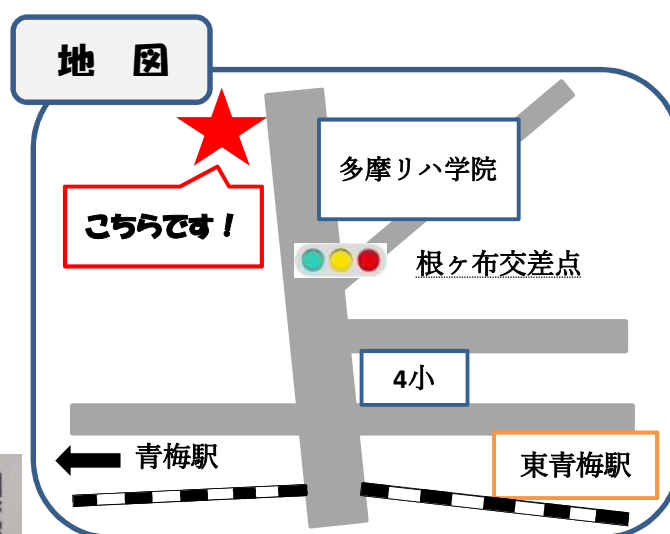 地　図
こちらです！
多摩リハ学院
根ヶ布交差点
4小
青梅駅
東青梅駅